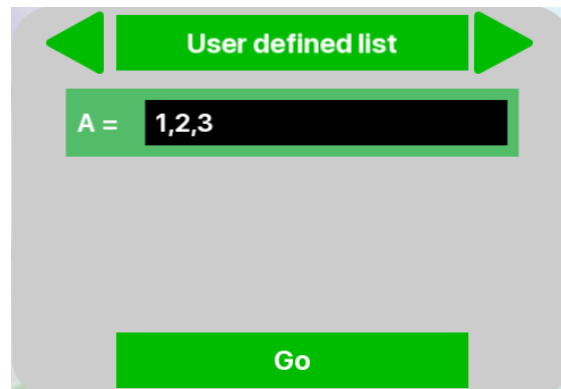 User defined list
A = 1,2,3
Go